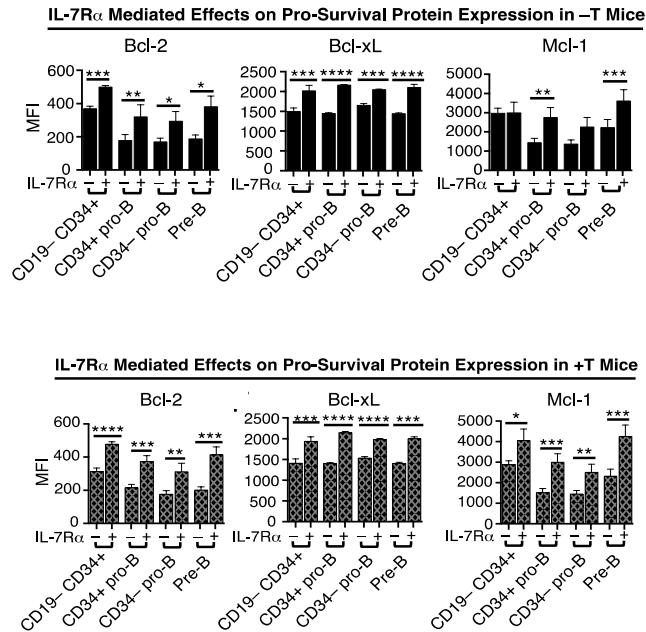 IL-7Rα Mediated Effects on Pro-Survival Protein Expression in –T Mice
Bcl-2
Bcl-xL
Mcl-1
MFI
600
400
200
0
*** ** * *
2500
2000
1500
1000
500
0
*** **** *** ****
5000
4000
3000
2000
1000
0
** ***
IL-7Rα – + – + – + – +
IL-7Rα – + – + – + – +
IL-7Rα – + – + – + – +
CD19– CD34+
CD34+ pro-B
CD34– pro-B
Pre-B
CD19– CD34+
CD34+ pro-B
CD34– pro-B
Pre-B
CD19– CD34+
CD34+ pro-B
CD34– pro-B
Pre-B
IL-7Rα Mediated Effects on Pro-Survival Protein Expression in +T Mice
Bcl-2
Bcl-xL
Mcl-1
MFI
600
400
200
0
**** *** ** ***
2500
2000
1500
1000
500
0
*** **** **** ***
5000
4000
3000
2000
1000
0
* *** ** ***
IL-7Rα – + – + – + – +
IL-7Rα – + – + – + – +
IL-7Rα – + – + – + – +
CD19– CD34+
CD34+ pro-B
CD34– pro-B
Pre-B
CD19– CD34+
CD34+ pro-B
CD34– pro-B
Pre-B
CD19– CD34+
CD34+ pro-B
CD34– pro-B
Pre-B